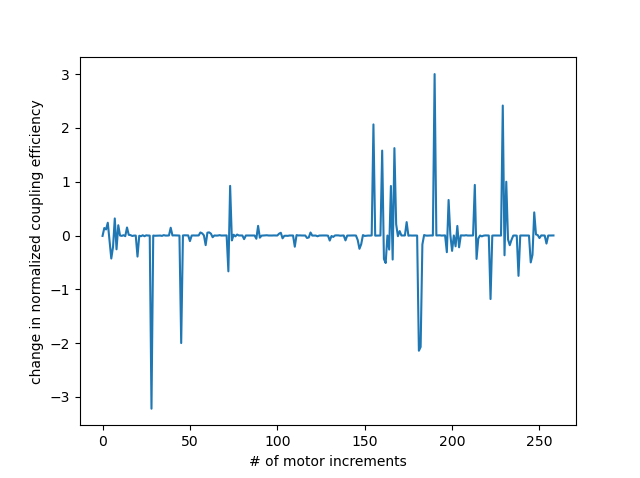 change in normalized coupling efficiency
3
2
1
0
−1
−2
−3
0 50 100 150 200 250
# of motor increments